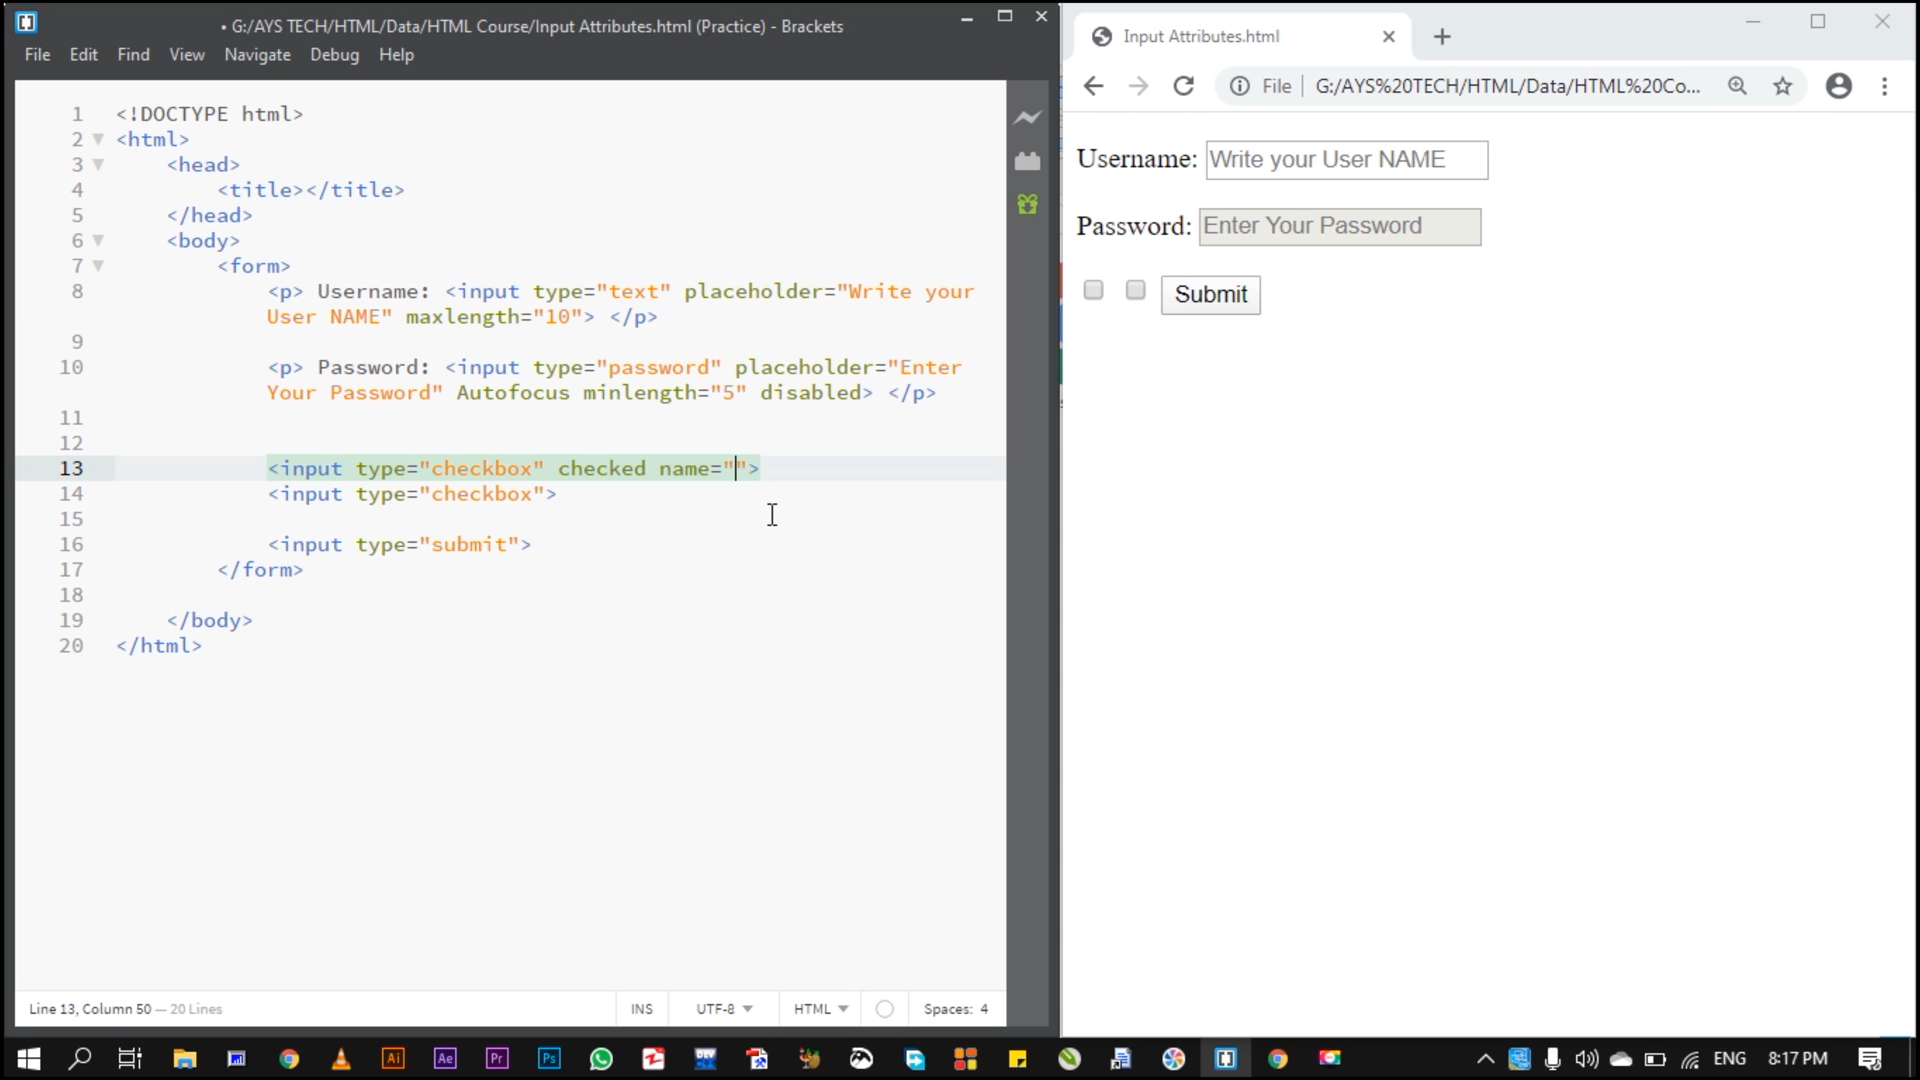 • G:/AYS TECH/HTML/Data/HTML Course/Input Attributes.html (Practice) - Brackets
File Edit Find View Navigate Debug Help
1 <!DOCTYPE html>
2 <html>
3 <head>
4 <title></title>
5 </head>
6 <body>
7 <form>
8 <p> Username: <input type="text" placeholder="Write your
User NAME" maxlength="10"> </p>
9
10 <p> Password: <input type="password" placeholder="Enter
Your Password" Autofocus minlength="5" disabled> </p>
11
12
13 <input type="checkbox" checked name="">
14 <input type="checkbox">
15
16 <input type="submit">
17 </form>
18
19 </body>
20 </html>
Line 13, Column 50 — 20 Lines
INS UTF-8 HTML Spaces: 4
Input Attributes.html
File G:/AYS%20TECH/HTML/Data/HTML%20Co...
Username: Write your User NAME
Password: Enter Your Password
Submit
Ai Ae Pr Ps DEV
ENG 8:17 PM